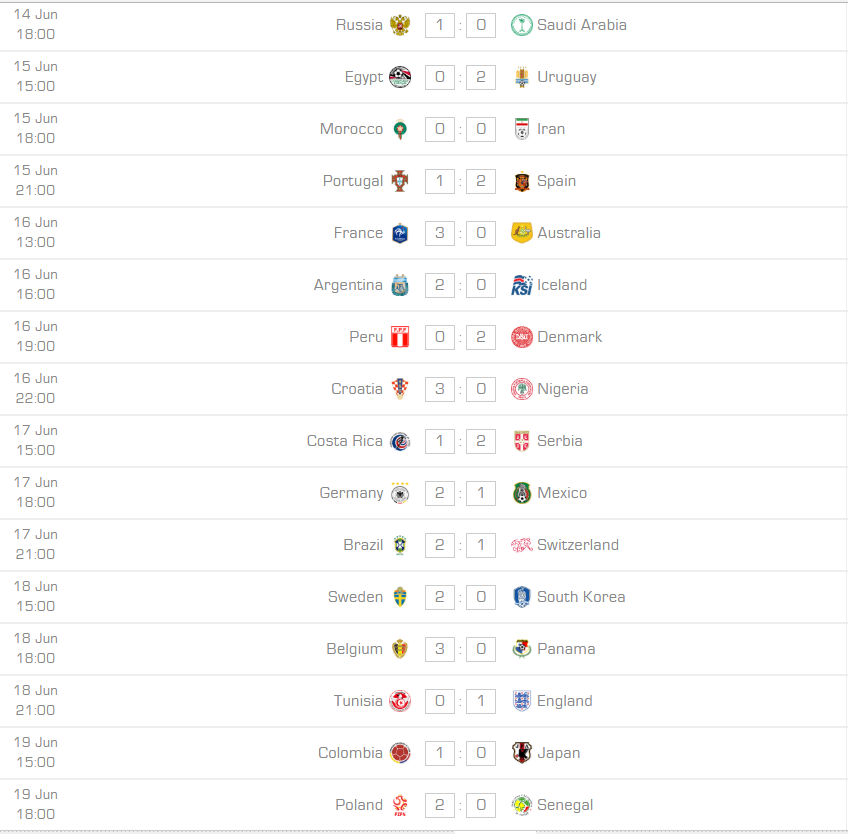 14 Jun
18:00
Russia 1 : 0 Saudi Arabia
15 Jun
15:00
Egypt 0 : 2 Uruguay
15 Jun
18:00
Morocco 0 : 0 Iran
15 Jun
21:00
Portugal 1 : 2 Spain
16 Jun
13:00
France 3 : 0 Australia
16 Jun
16:00
Argentina 2 : 0 KSI Iceland
16 Jun
19:00
Peru F.P.F 0 : 2 DBU Denmark
16 Jun
22:00
Croatia 3 : 0 Nigeria
17 Jun
15:00
Costa Rica 1 : 2 Serbia
17 Jun
18:00
Germany 2 : 1 Mexico
17 Jun
21:00
Brazil 2 : 1 Switzerland
18 Jun
15:00
Sweden 2 : 0 South Korea
18 Jun
18:00
Belgium 3 : 0 Panama
18 Jun
21:00
Tunisia 0 : 1 England
19 Jun
15:00
Colombia 1 : 0 Japan
19 Jun
18:00
Poland 2 : 0 Senegal